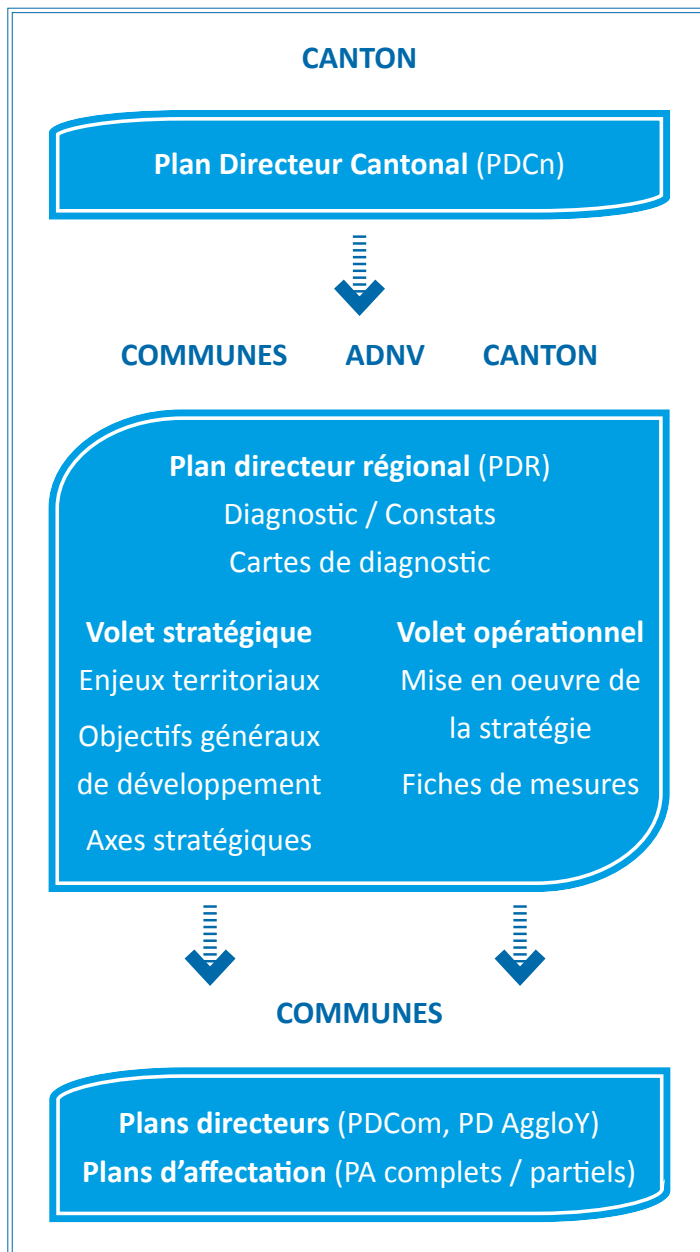 CANTON
Plan Directeur Cantonal (PDCn)
COMMUNES ADNV CANTON
Plan directeur régional (PDR)
Diagnostic / Constats
Cartes de diagnostic
Volet stratégique
Enjeux territoriaux
Objectifs généraux
de développement
Axes stratégiques
Volet opérationnel
Mise en oeuvre de
la stratégie
Fiches de mesures
COMMUNES
Plans directeurs (PDCom, PD AggloY)
Plans d'affectation (PA complets / partiels)